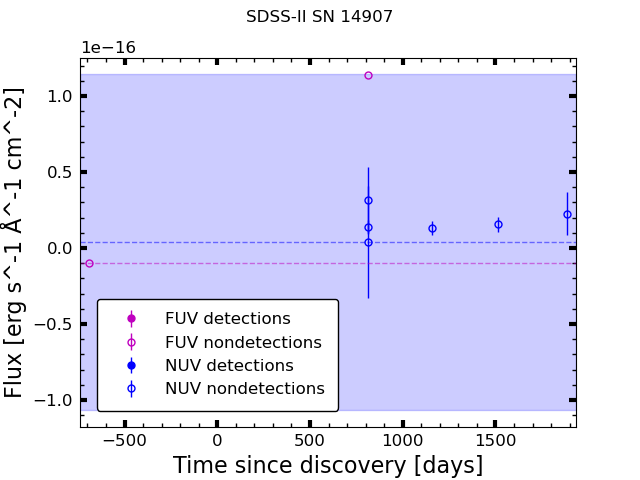 SDSS-II SN 14907
1e−16
1.0
0.5
0.0
−0.5
−1.0
Flux [erg s^-1 Å^-1 cm^-2]
FUV detections
FUV nondetections
NUV detections
NUV nondetections
−500 0 500 1000 1500
Time since discovery [days]